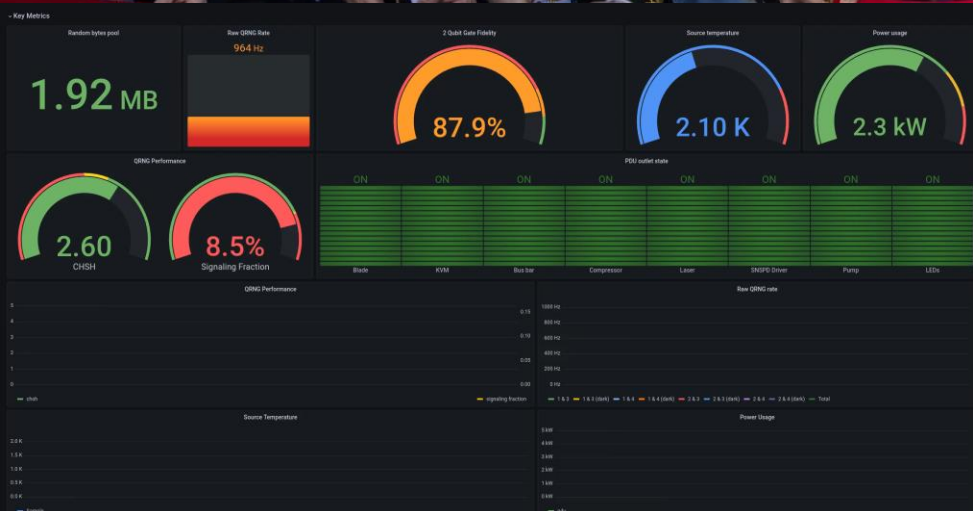 Key Metrics
Random bytes pool
1.92 MB
Raw QRNG Rate
964 Hz
2 Qubit Gate Fidelity
87.9%
Source temperature
2.10 K
Power usage
2.3 kW
QRNG Performance
2.60
CHSH
8.5%
Signaling Fraction
PDU outlet state
ON ON ON ON ON ON ON ON
Blade KVM Bus bar Compressor Laser SNSPD Driver Pump LEDs
QRNG Performance
5
4
3
2
1
0
0.15
0.10
0.05
0.00
chsh
signaling fraction
Raw QRNG rate
1000 Hz
800 Hz
600 Hz
400 Hz
200 Hz
0 Hz
1 & 3 1 & 3 (dark) 1 & 4 1 & 4 (dark) 2 & 3 2 & 3 (dark) 2 & 4 2 & 4 (dark) Total
Source Temperature
2.0 K
1.5 K
1.0 K
0.5 K
0.0 K
Power Usage
5 kW
4 kW
3 kW
2 kW
1 kW
0 kW